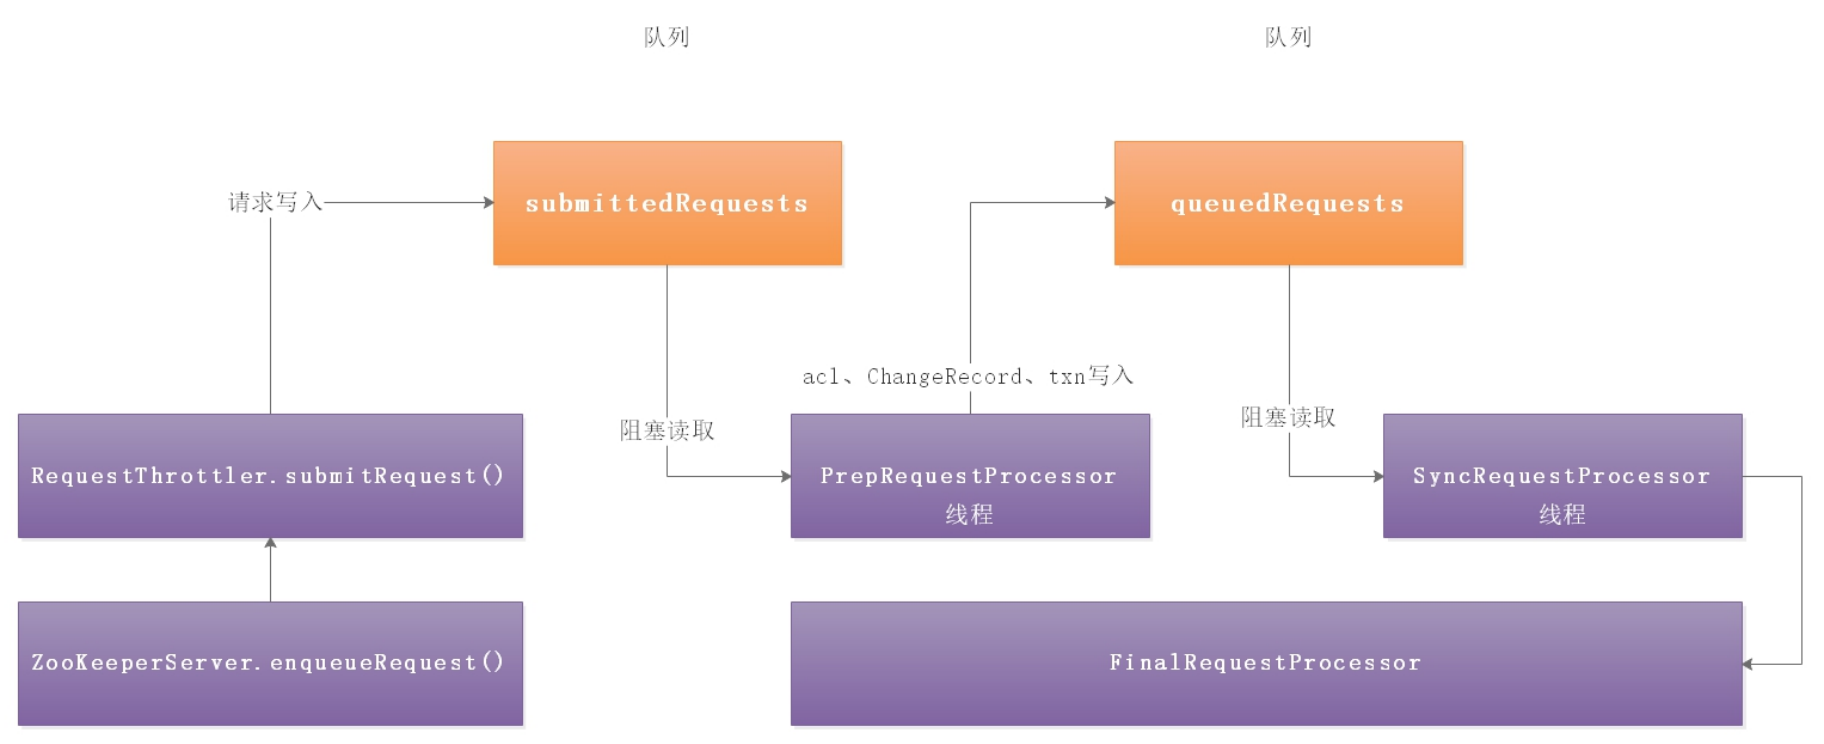 队列
队列
请求写入
submittedRequests
queuedRequests
acl、ChangeRecord、txn写入
阻塞读取
阻塞读取
RequestThrottler.submitRequest()
PrepRequestProcessor
线程
SyncRequestProcessor
线程
ZooKeeperServer.enqueueRequest()
FinalRequestProcessor